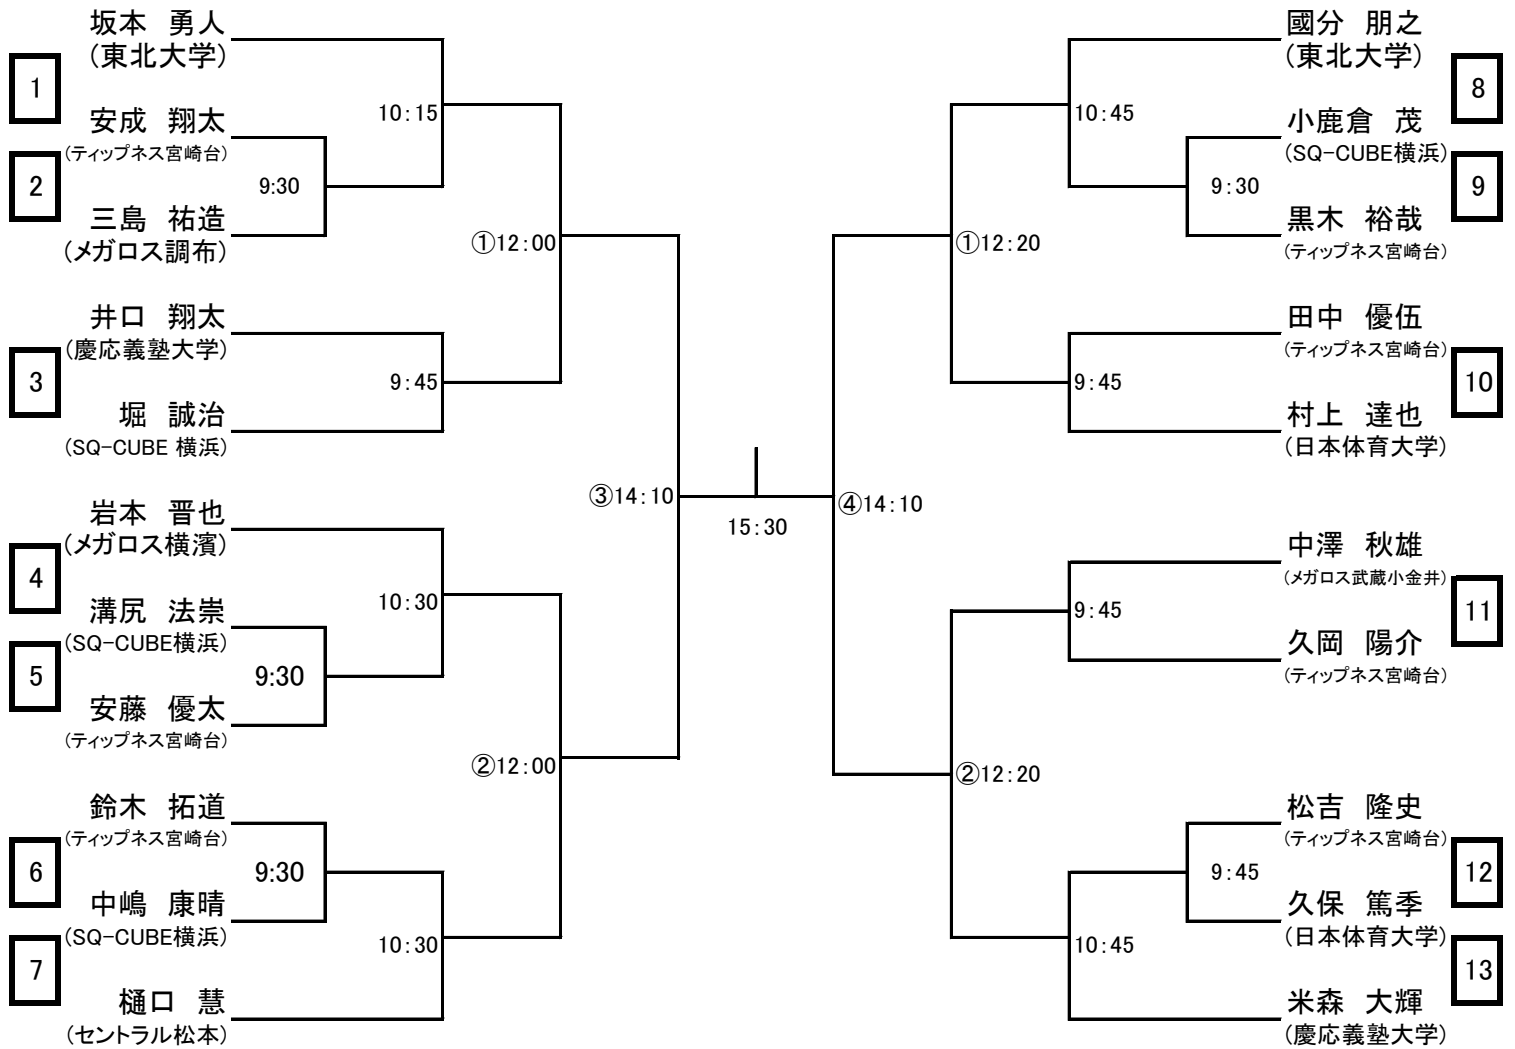 坂本　勇人
(東北大学)
1
10:15
安成　翔太
(ティップネス宮崎台)
2
9:30
三島　祐造
(メガロス調布)
①12:00
井口　翔太
(慶応義塾大学)
3
9:45
堀　誠治
(SQ-CUBE 横浜)
③14:10
岩本　晋也
(メガロス横濱)
4
10:30
溝尻　法崇
(SQ-CUBE横浜)
5
9:30
安藤　優太
(ティップネス宮崎台)
②12:00
鈴木　拓道
(ティップネス宮崎台)
6
9:30
中嶋　康晴
(SQ-CUBE横浜)
7
10:30
樋口　慧
(セントラル松本)
15:30
國分　朋之
(東北大学)
8
10:45
小鹿倉　茂
(SQ-CUBE横浜)
9
9:30
黒木　裕哉
(ティップネス宮崎台)
①12:20
田中　優伍
(ティップネス宮崎台)
10
9:45
村上　達也
(日本体育大学)
④14:10
中澤　秋雄
(メガロス武蔵小金井)
11
9:45
久岡　陽介
(ティップネス宮崎台)
②12:20
松吉　隆史
(ティップネス宮崎台)
12
9:45
久保　篤季
(日本体育大学)
13
10:45
米森　大輝
(慶応義塾大学)